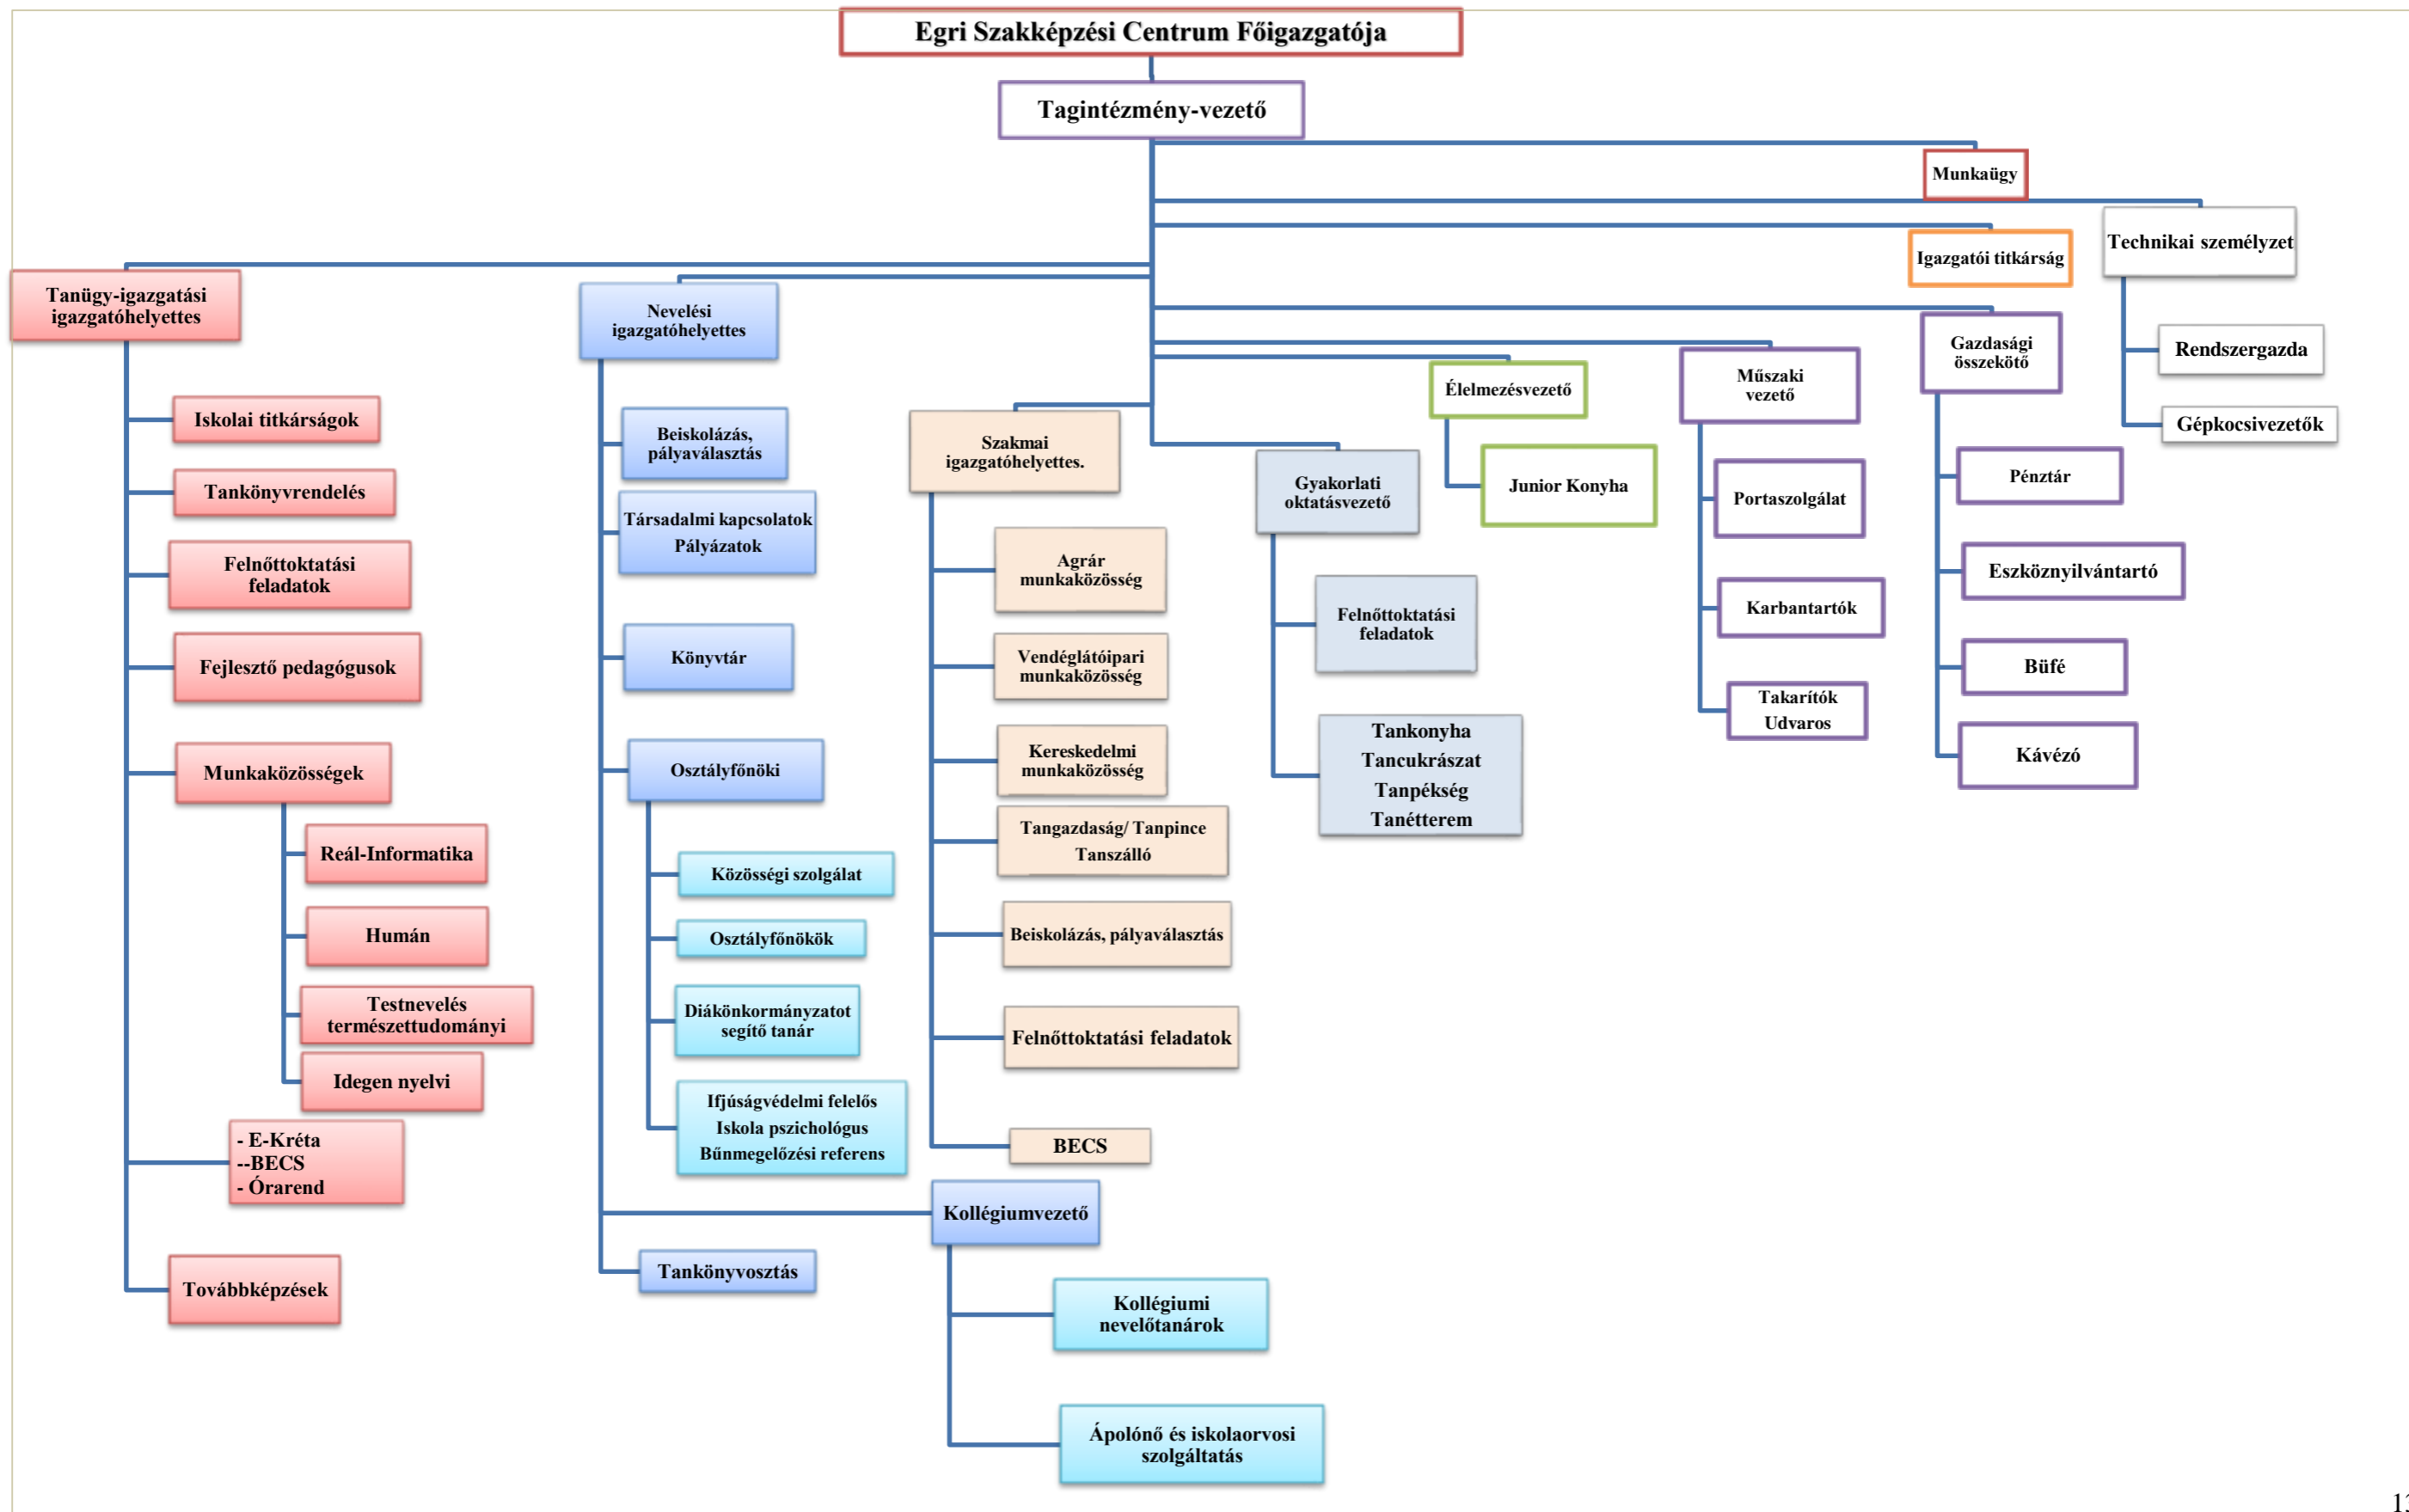 Egri Szakképzési Centrum Főigazgatója
Tagintézmény-vezető
Munkaügy
Technikai személyzet
Igazgatói titkárság
Rendszergazda
Gépkocsivezetők
Tanügy-igazgatási
igazgatóhelyettes
Iskolai titkárságok
Tankönyvrendelés
Felnőttoktatási
feladatok
Fejlesztő pedagógusok
Munkaközösségek
Reál-Informatika
Humán
Testnevelés
természettudományi
Idegen nyelvi
- E-Kréta
--BECS
- Órarend
Továbbképzések
Nevelési
igazgatóhelyettes
Beiskolázás,
pályaválasztás
Társadalmi kapcsolatok
Pályázatok
Könyvtár
Osztályfőnöki
Közösségi szolgálat
Osztályfőnökök
Diákönkormányzatot
segítő tanár
Ifjúságvédelmi felelős
Iskola pszichológus
Bűnmegelőzési referens
Kollégiumvezető
Tankönyvosztás
Kollégiumi
nevelőtanárok
Ápolónő és iskolaorvosi
szolgáltatás
Szakmai
igazgatóhelyettes.
Agrár
munkaközösség
Vendéglátóipari
munkaközösség
Kereskedelmi
munkaközösség
Tangazdaság/ Tanpince
Tanszálló
Beiskolázás, pályaválasztás
Felnőttoktatási feladatok
BECS
Gyakorlati
oktatásvezető
Felnőttoktatási
feladatok
Tankonyha
Tancukrászat
Tanpékség
Tanétterem
Élelmezésvezető
Junior Konyha
Műszaki
vezető
Portaszolgálat
Karbantartók
Takarítók
Udvaros
Gazdasági
összekötő
Pénztár
Eszköznyilvántartó
Büfé
Kávézó